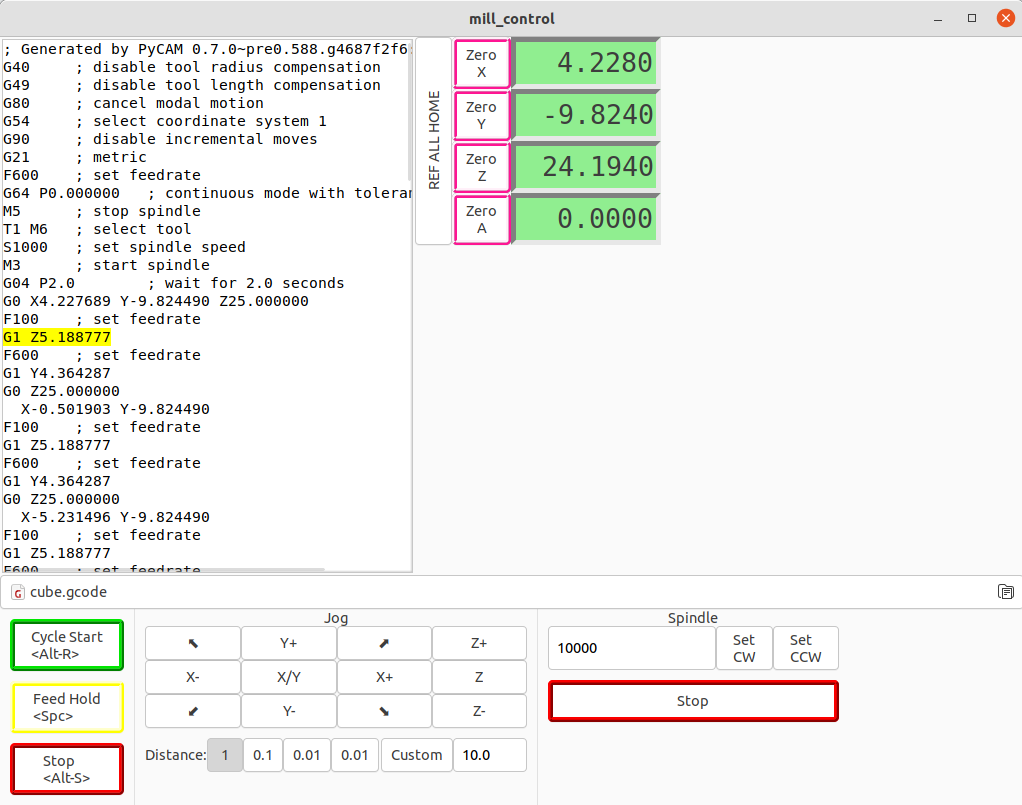 mill_control
; Generated by PyCAM 0.7.0~pre0.588.g4687f2f6
G40 ; disable tool radius compensation
G49 ; disable tool length compensation
G80 ; cancel modal motion
G54 ; select coordinate system 1
G90 ; disable incremental moves
G21 ; metric
F600 ; set feedrate
G64 P0.000000 ; continuous mode with toleran
M5 ; stop spindle
T1 M6 ; select tool
S1000 ; set spindle speed
M3 ; start spindle
G04 P2.0 ; wait for 2.0 seconds
G0 X4.227689 Y-9.824490 Z25.000000
F100 ; set feedrate
G1 Z5.188777
F600 ; set feedrate
G1 Y4.364287
G0 Z25.000000
X-0.501903 Y-9.824490
F100 ; set feedrate
G1 Z5.188777
F600 ; set feedrate
G1 Y4.364287
G0 Z25.000000
X-5.231496 Y-9.824490
F100 ; set feedrate
G1 Z5.188777
F600 ; set feedrate
REF ALL HOME
Zero
X
4.2280
Zero
Y
-9.8240
Zero
Z
24.1940
Zero
A
0.0000
cube.gcode
Cycle Start
<Alt-R>
Feed Hold
<Spc>
Stop
<Alt-S>
Jog
Y+
Z+
X-
X/Y
X+
Z
Y-
Z-
Distance: 1 0.1 0.01 0.01 Custom 10.0
Spindle
10000
Set
CW
Set
CCW
Stop